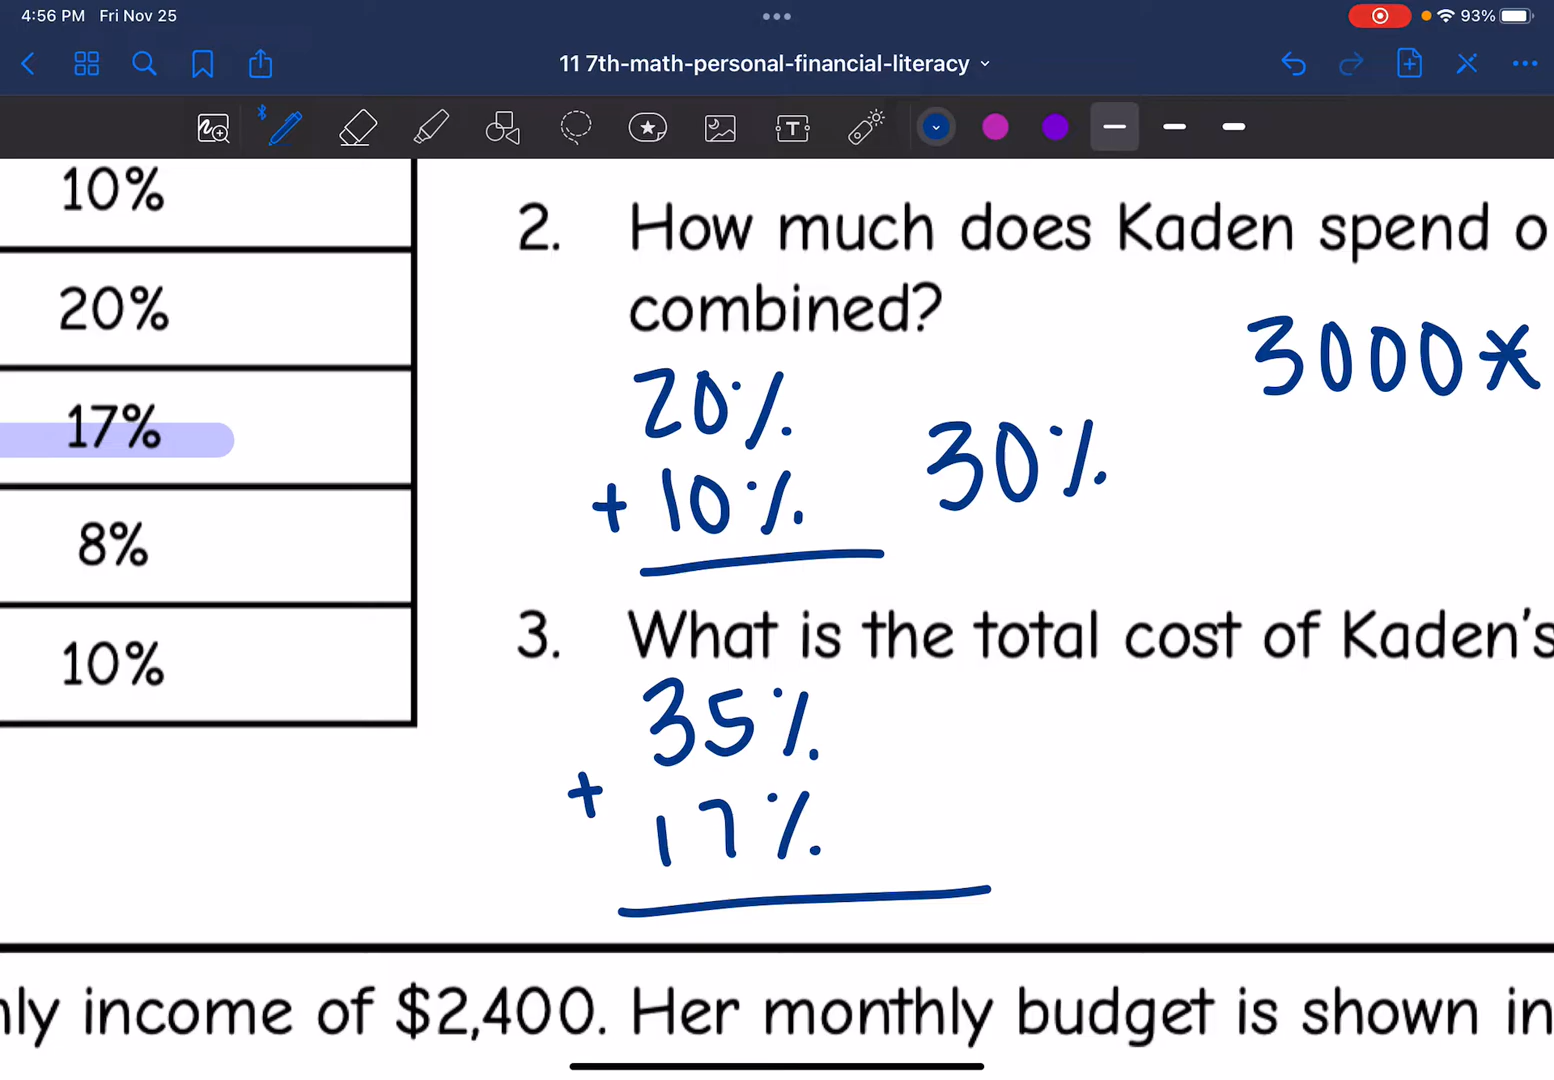 4:56 PM Fri Nov 25
93%
11 7th-math-personal-financial-literacy
T
10%
20%
17%
8%
10%
2. How much does Kaden spend o
combined?
3000*
20%
+ 10%
30%
3. What is the total cost of Kaden's
35%
+
17%
nly income of $2,400. Her monthly budget is shown in